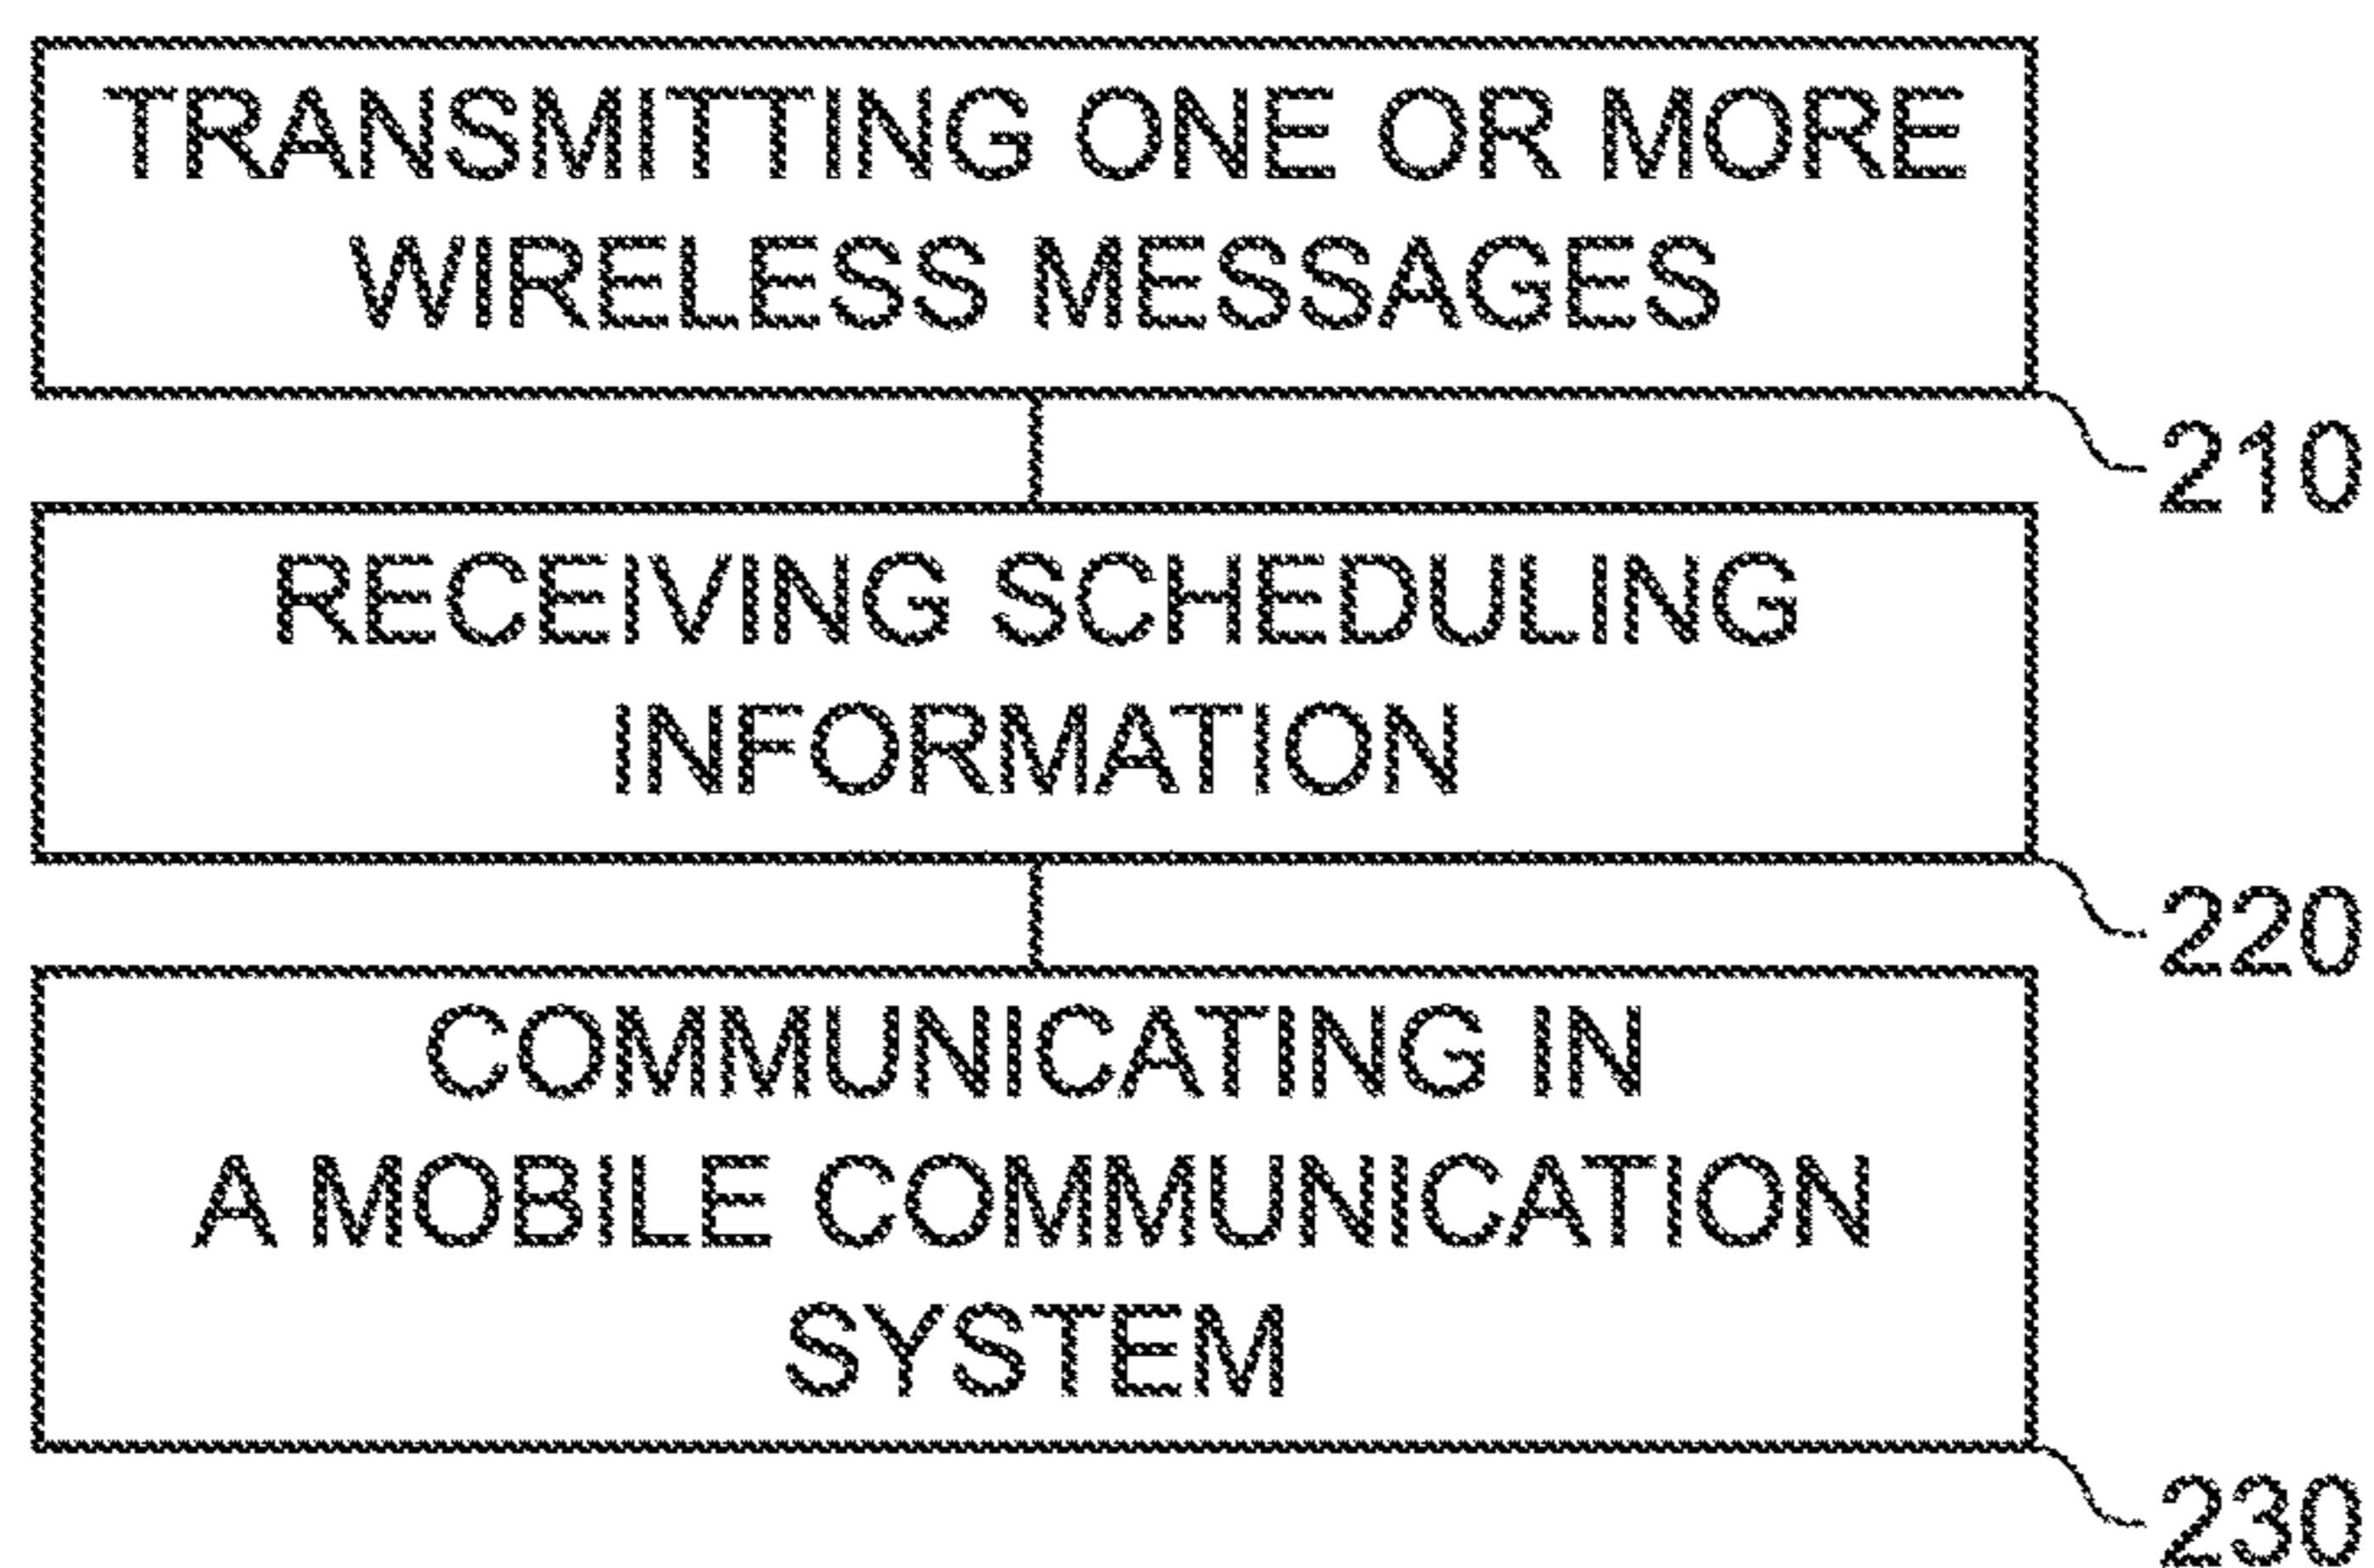 TRANSMITTING ONE OR MORE
WIRELESS MESSAGES
210
RECEIVING SCHEDULING
INFORMATION
220
COMMUNICATING IN
A MOBILE COMMUNICATION
SYSTEM
230